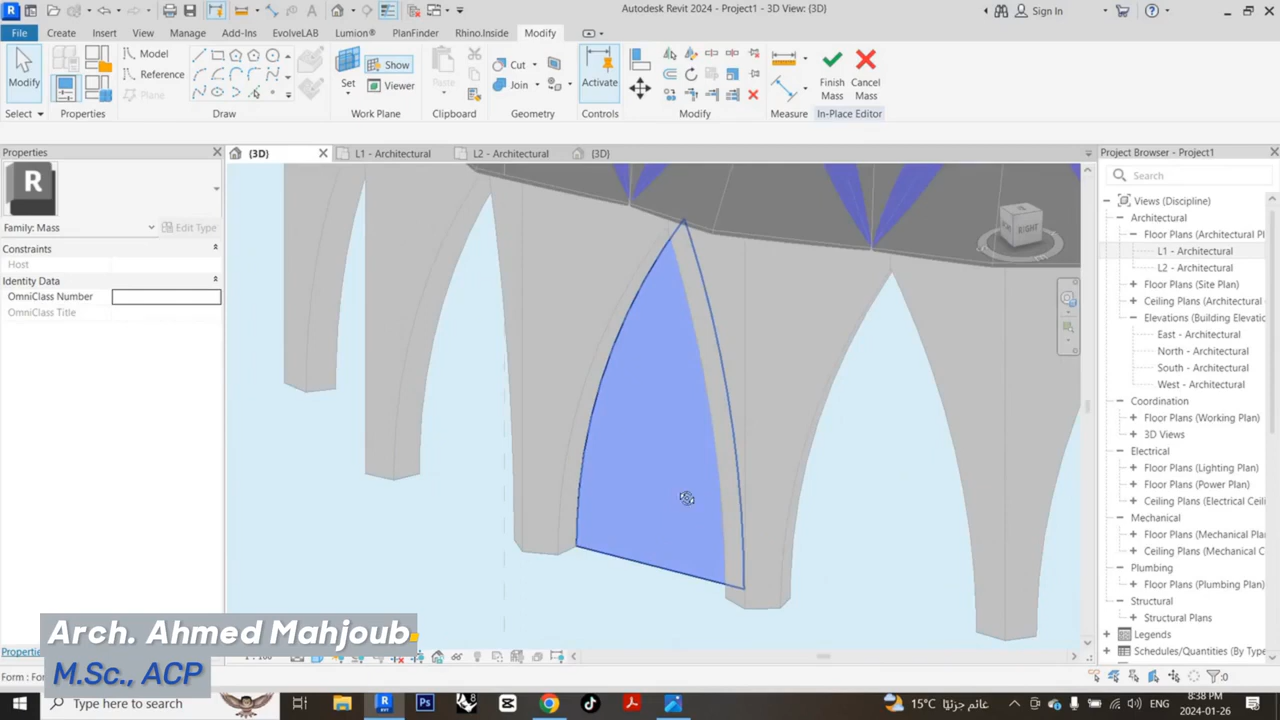 Autodesk Revit 2024 - Project1 - 3D View: {3D}
Sign In
File
Create
Insert
View
Manage
Add-Ins
EvolveLAB
Lumion®
PlanFinder
Rhino.Inside
Modify
Modify
Model
Reference
Plane
Set
Show
Viewer
Paste
Cut
Join
Activate
Finish
Mass
Cancel
Mass
Select
Properties
Draw
Work Plane
Clipboard
Geometry
Controls
Modify
Measure
In-Place Editor
Properties
R
Family: Mass
Edit Type
Constraints
Host
Identity Data
OmniClass Number
OmniClass Title
{3D}
L1 - Architectural
L2 - Architectural
{3D}
RIGHT
Project Browser - Project1
Search
Views (Discipline)
Architectural
Floor Plans (Architectural Pl
L1 - Architectural
L2 - Architectural
Floor Plans (Site Plan)
Ceiling Plans (Architectural
Elevations (Building Elevatio
East - Architectural
North - Architectural
South - Architectural
West - Architectural
Coordination
Floor Plans (Working Plan)
3D Views
Electrical
Floor Plans (Lighting Plan)
Floor Plans (Power Plan)
Ceiling Plans (Electrical Ceil
Mechanical
Floor Plans (Mechanical Plan
Ceiling Plans (Mechanical C
Plumbing
Floor Plans (Plumbing Plan)
Structural
Structural Plans
Legends
Schedules/Quantities (By Type
Arch. Ahmed Mahjoub.
M.Sc., ACP
Type here to search
15°C
غائم جزئيًا
ENG
8:38 PM
2024-01-26